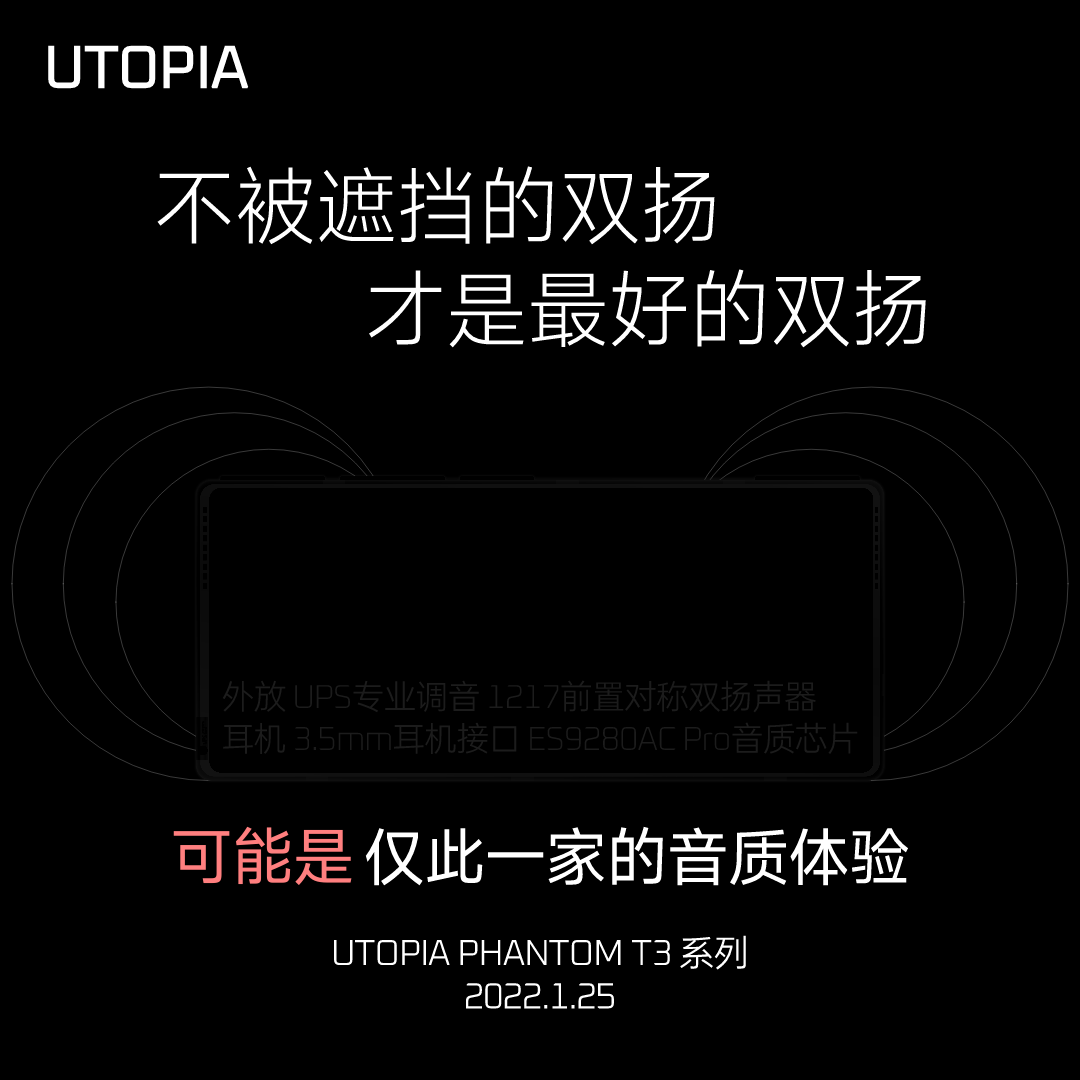 UTOPIA
不被遮挡的双扬
才是最好的双扬
外放 UPS专业调音 1217前置对称双扬声器
耳机 3.5mm耳机接口 ES9280AC Pro音质芯片
可能是 仅此一家的音质体验
UTOPIA PHANTOM T3 系列
2022.1.25